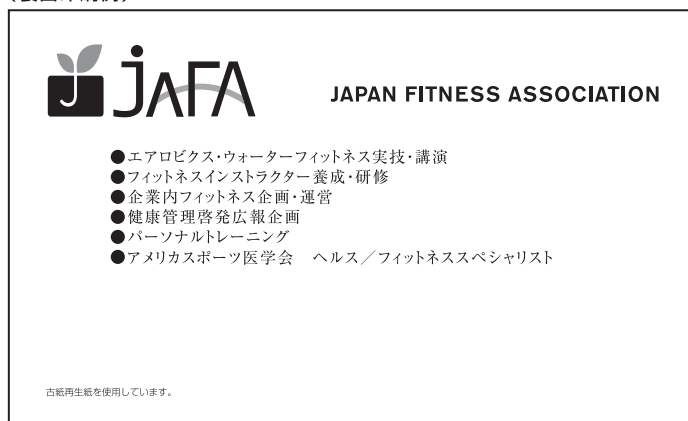 JAFA
JAPAN FITNESS ASSOCIATION
●エアロビクス・ウォーターフィットネス実技・講演
●フィットネスインストラクター養成・研修
●企業内フィットネス企画・運営
●健康管理啓発広報企画
●パーソナルトレーニング
●アメリカスポーツ医学会　ヘルス／フィットネススペシャリスト
古紙再生紙を使用しています。